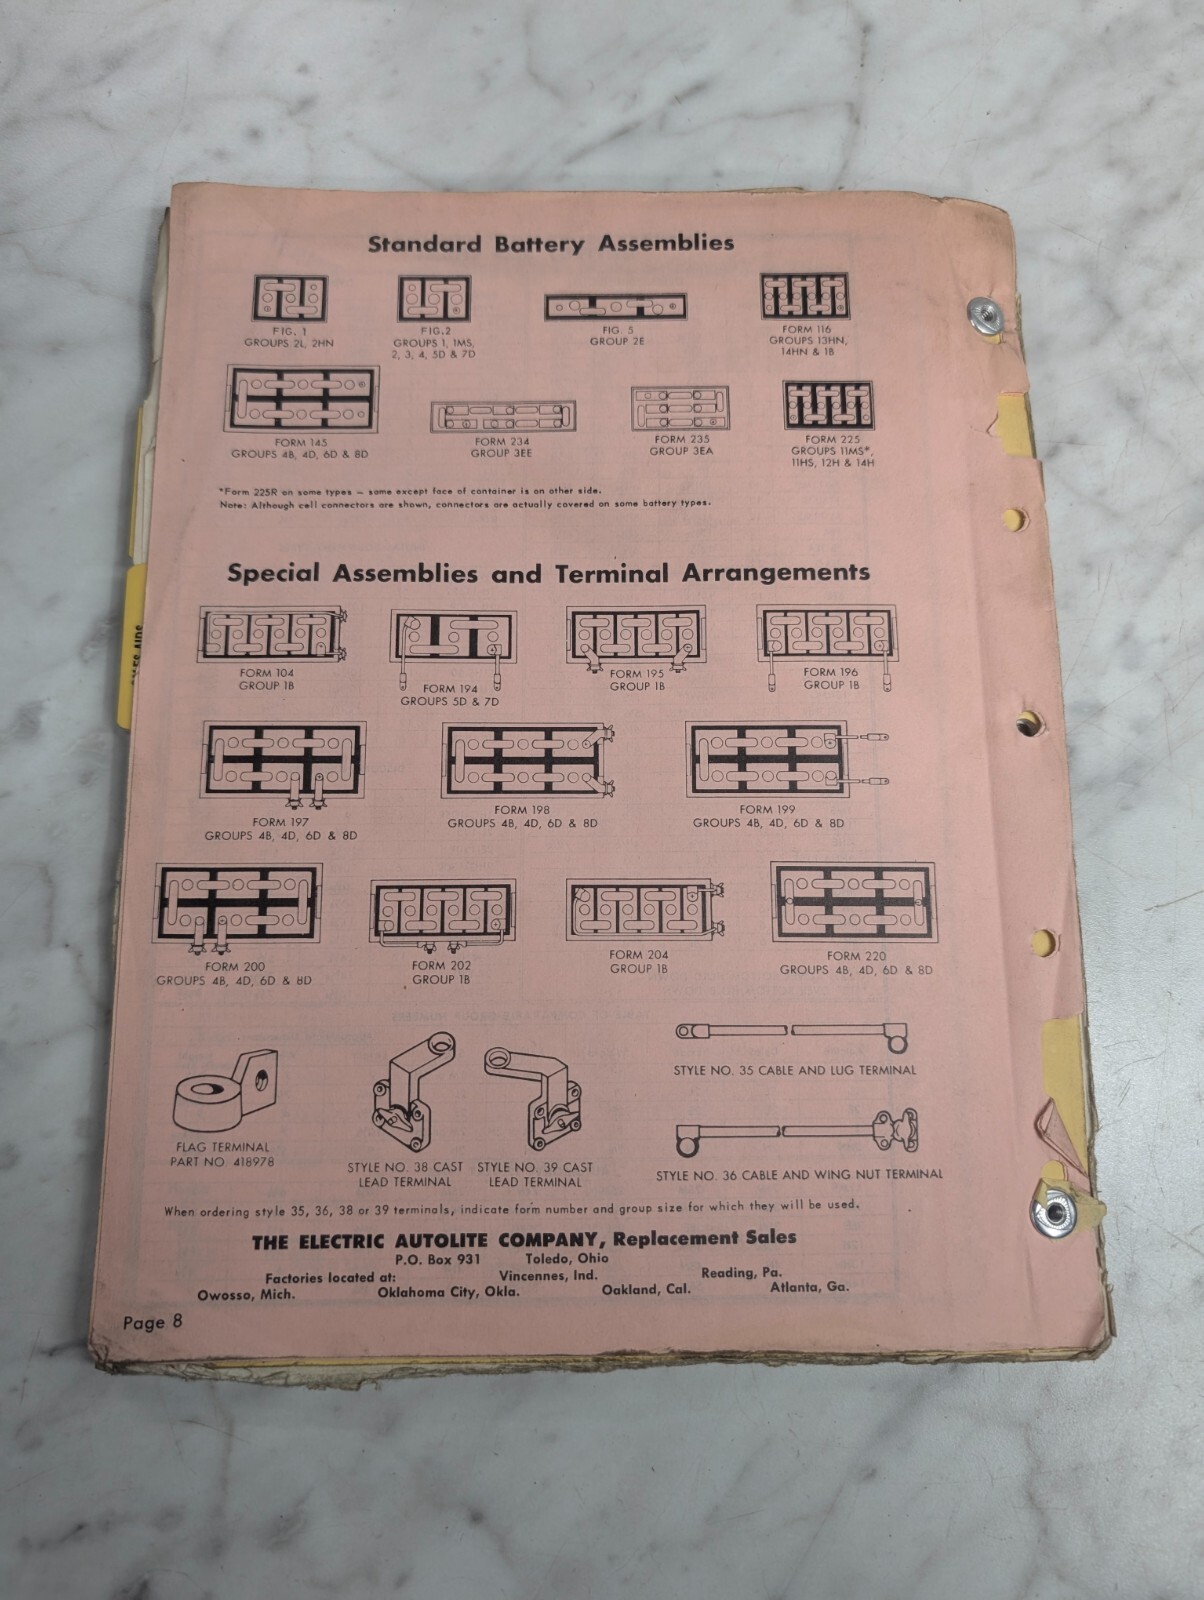 Standard Battery Assemblies
FIG. 1
GROUPS 2L, 2HN
FIG.2
GROUPS 1, 1MS,
2, 3, 4, 5D & 7D
FIG. 5
GROUP 2E
FORM 116
GROUPS 13HN,
14HN & 1B
FORM 145
GROUPS 4B, 4D, 6D & 8D
FORM 234
GROUP 3EE
FORM 235
GROUP 3EA
FORM 225
GROUPS 11MS*,
11HS, 12H & 14H
*Form 225R on some types – same except face of container is on other side.
Note: Although cell connectors are shown, connectors are actually covered on some battery types.
Special Assemblies and Terminal Arrangements
FORM 104
GROUP 1B
FORM 194
GROUPS 5D & 7D
FORM 195
GROUP 1B
FORM 196
GROUP 1B
FORM 197
GROUPS 4B, 4D, 6D & 8D
FORM 198
GROUPS 4B, 4D, 6D & 8D
FORM 199
GROUPS 4B, 4D, 6D & 8D
FORM 200
GROUPS 4B, 4D, 6D & 8D
FORM 202
GROUP 1B
FORM 204
GROUP 1B
FORM 220
GROUPS 4B, 4D, 6D & 8D
FLAG TERMINAL
PART NO. 418978
STYLE NO. 38 CAST
LEAD TERMINAL
STYLE NO. 39 CAST
LEAD TERMINAL
STYLE NO. 35 CABLE AND LUG TERMINAL
STYLE NO. 36 CABLE AND WING NUT TERMINAL
When ordering style 35, 36, 38 or 39 terminals, indicate form number and group size for which they will be used.
THE ELECTRIC AUTOLITE COMPANY, Replacement Sales
P.O. Box 931 Toledo, Ohio
Factories located at: Vincennes, Ind. Reading, Pa.
Owosso, Mich. Oklahoma City, Okla. Oakland, Cal. Atlanta, Ga.
Page 8